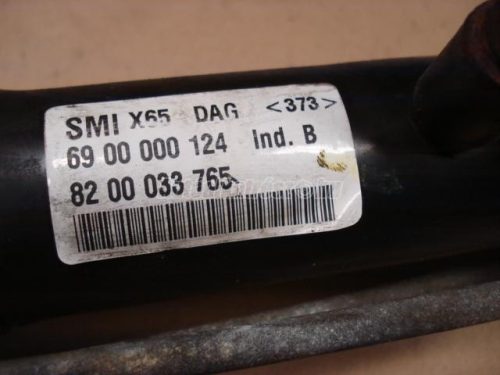 SMI X65 DAG <373>
69 00 000 124 Ind. B
82 00 033 765